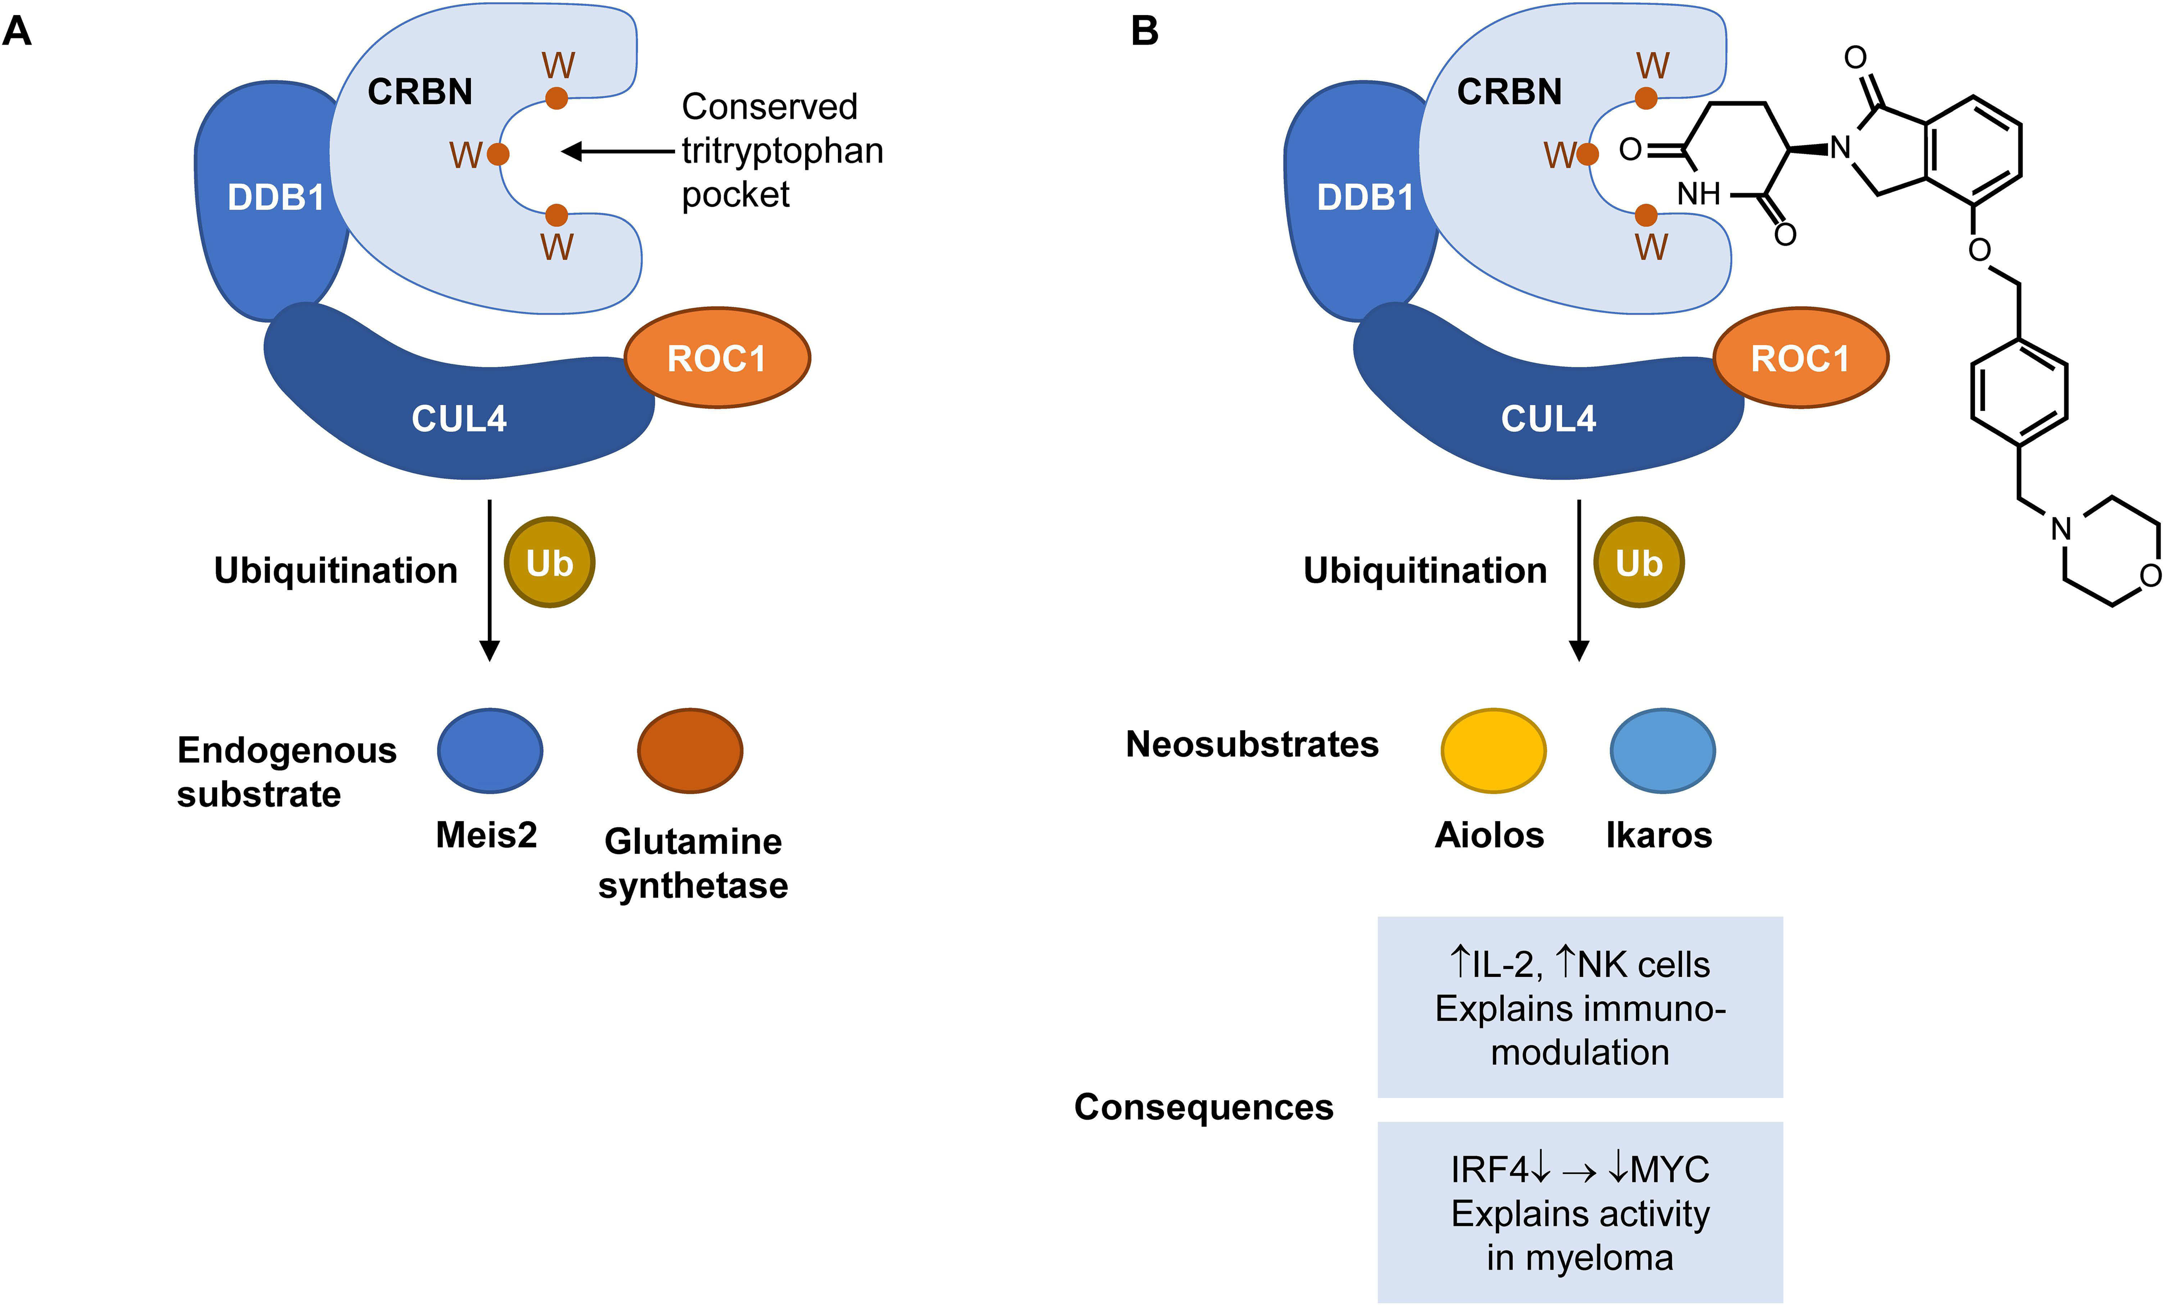 A
CRBN
W
W
W
Conserved
tritryptophan
pocket
DDB1
ROC1
CUL4
Ubiquitination
Ub
Endogenous
substrate
Meis2
Glutamine
synthetase
B
CRBN
W
W
W
DDB1
ROC1
CUL4
O
O
N
NH
O
O
N
O
Ubiquitination
Ub
Neosubstrates
Aiolos
Ikaros
Consequences
↑IL-2, ↑NK cells
Explains immuno-
modulation
IRF4↓ → ↓MYC
Explains activity
in myeloma